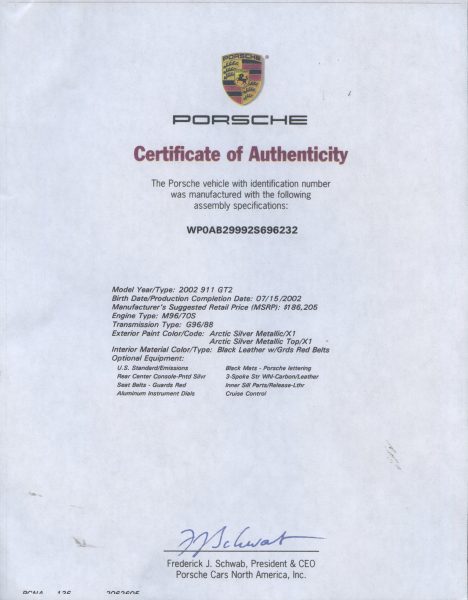 PORSCHE
PORSCHE
Certificate of Authenticity
The Porsche vehicle with identification number
was manufactured with the following
assembly specifications:
WP0AB29992S696232
Model Year/Type: 2002 911 GT2
Birth Date/Production Completion Date: 07/15/2002
Manufacturer's Suggested Retail Price (MSRP): $186,205
Engine Type: M96/70S
Transmission Type: G96/88
Exterior Paint Color/Code: Arctic Silver Metallic/X1
Arctic Silver Metallic Top/X1
Interior Material Color/Type: Black Leather w/Grds Red Belts
Optional Equipment:
U.S. Standard/Emissions Black Mats - Porsche lettering
Rear Center Console-Pntd Silvr 3-Spoke Str Whl-Carbon/Leather
Seat Belts - Guards Red Inner Sill Parts/Release-Lthr
Aluminum Instrument Dials Cruise Control
Frederick J. Schwab, President & CEO
Porsche Cars North America, Inc.